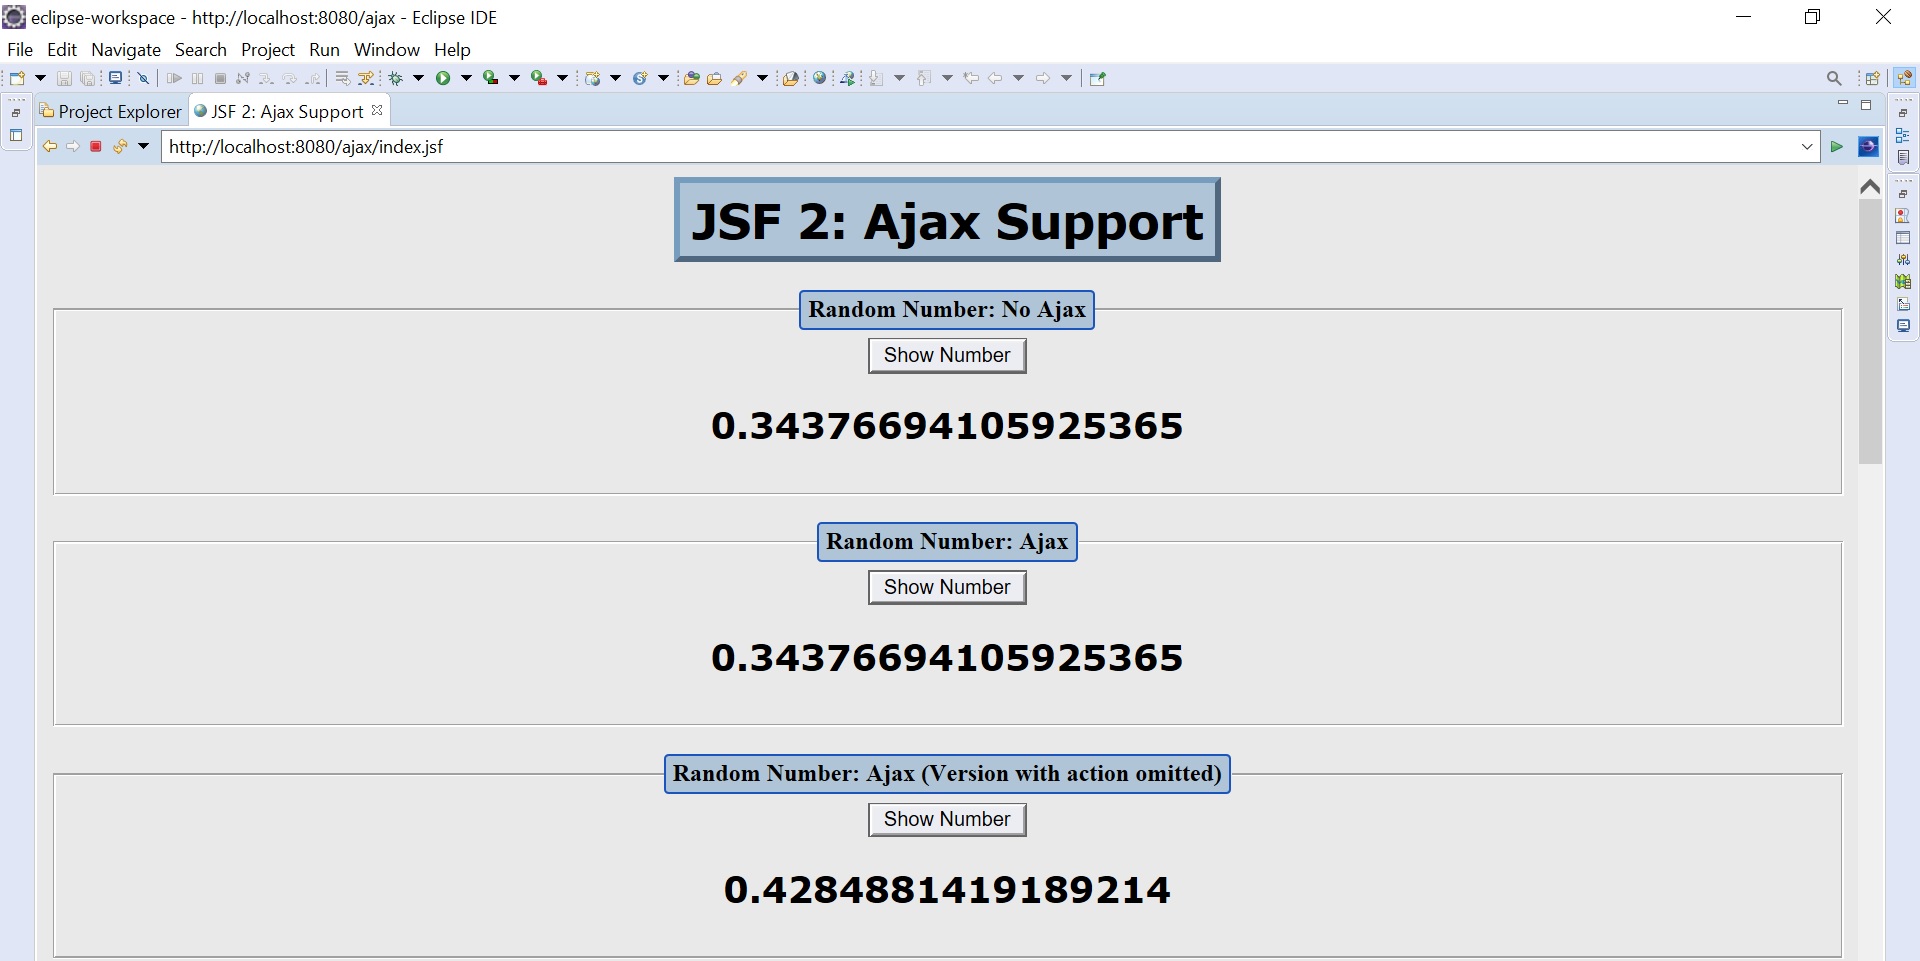 eclipse-workspace - http://localhost:8080/ajax - Eclipse IDE
File Edit Navigate Search Project Run Window Help
Project Explorer JSF 2: Ajax Support
http://localhost:8080/ajax/index.jsf
JSF 2: Ajax Support
Random Number: No Ajax
Show Number
0.34376694105925365
Random Number: Ajax
Show Number
0.34376694105925365
Random Number: Ajax (Version with action omitted)
Show Number
0.4284881419189214